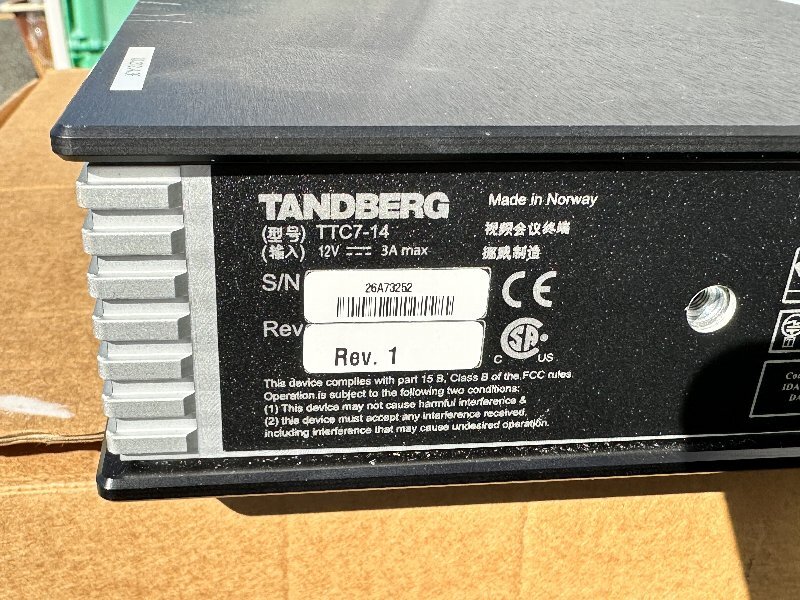 TANDBERG
Made in Norway
(型号) TTC7-14
视频会议终端
(输入) 12V 3A max
挪威制造
S/N
26A73252
CE
Rev
Rev. 1
C SA US
This device complies with part 15 B, Class B of the FCC rules.
Operation is subject to the following two conditions:
(1) This device may not cause harmful interference &
(2) this device must accept any interference received,
including interference that may cause undesired operation.
IDA
DA